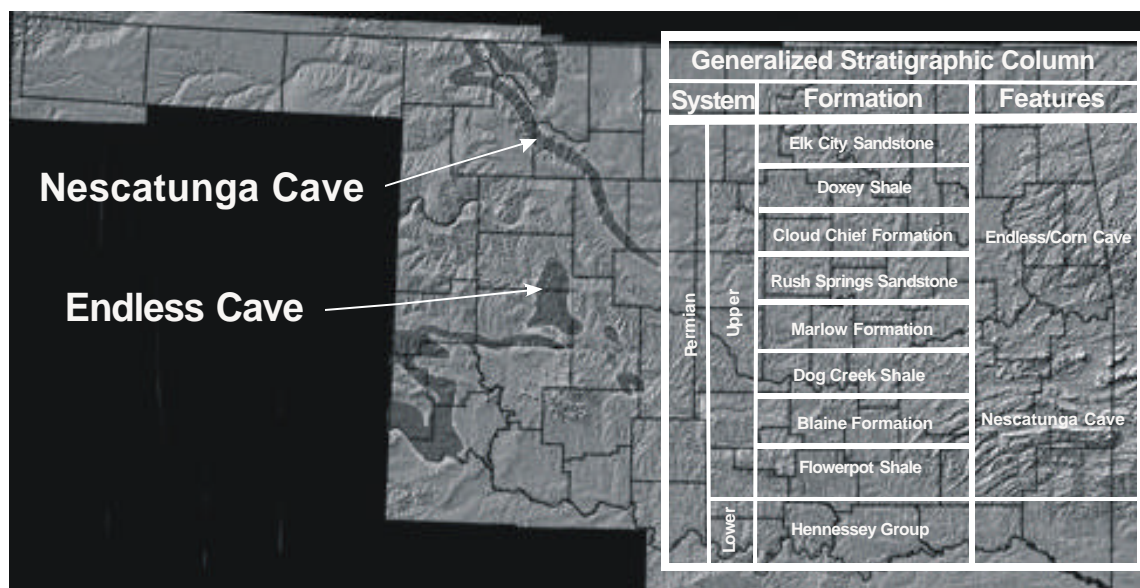 Nescatunga Cave
Endless Cave
Generalized Stratigraphic Column
System Formation Features
Permian
Upper
Lower
Elk City Sandstone
Doxey Shale
Cloud Chief Formation Endless/Corn Cave
Rush Springs Sandstone
Marlow Formation
Dog Creek Shale
Blaine Formation Nescatunga Cave
Flowerpot Shale
Hennessey Group